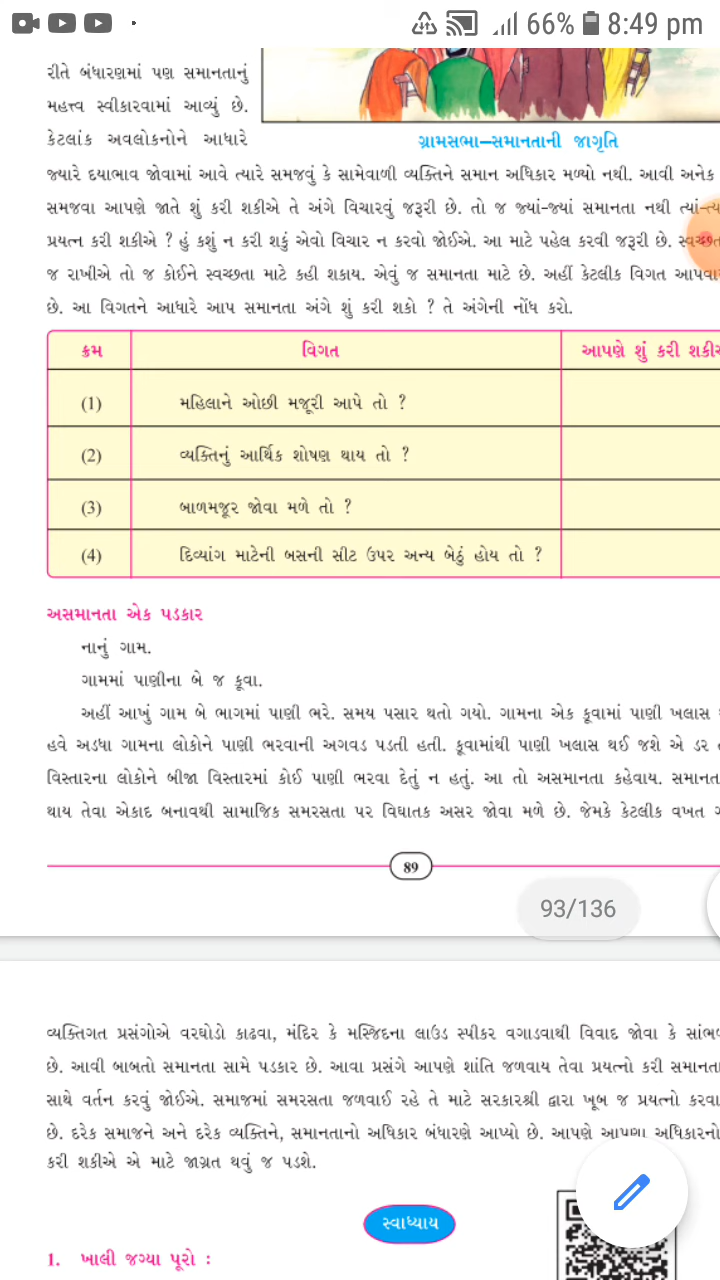 66% 8:49 pm
રીતે બંધારણમાં પણ સમાનતાનું
મહત્ત્વ સ્વીકારવામાં આવ્યું છે.
કેટલાંક અવલોકનોને આધારે
ગ્રામસભા–સમાનતાની જાગૃતિ
જ્યારે દયાભાવ જોવામાં આવે ત્યારે સમજવું કે સામેવાળી વ્યક્તિને સમાન અધિકાર મળ્યો નથી. આવી અનેક
સમજવા આપણે જાતે શું કરી શકીએ તે અંગે વિચારવું જરૂરી છે. તો જ જ્યાં-જ્યાં સમાનતા નથી
પ્રયત્ન કરી શકીએ ? હું કશું ન કરી શકું એવો વિચાર ન કરવો જોઈએ. આ માટે પહેલ કરવી જરૂરી છે.
જ રાખીએ તો જ કોઈને સ્વચ્છતા માટે કહી શકાય. એવું જ સમાનતા માટે છે. અહીં કેટલીક વિગત
છે. આ વિગતને આધારે આપ સમાનતા અંગે શું કરી શકો ? તે અંગેની નોંધ કરો.
ક્રમ વિગત આપણે શું કરી
(1) મહિલાને ઓછી મજૂરી આપે તો ?
(2) વ્યક્તિનું આર્થિક શોષણ થાય તો ?
(3) બાળમજૂર જોવા મળે તો ?
(4) દિવ્યાંગ માટેની બસની સીટ ઉપર અન્ય બેઠું હોય તો ?
અસમાનતા એક પડકાર
નાનું ગામ.
ગામમાં પાણીના બે જ કૂવા.
અહીં આખું ગામ બે ભાગમાં પાણી ભરે. સમય પસાર થતો ગયો. ગામના એક કૂવામાં પાણી ખલાસ
હવે અડધા ગામના લોકોને પાણી ભરવાની અગવડ પડતી હતી. કૂવામાંથી પાણી ખલાસ થઈ જશે એ ડર
વિસ્તારના લોકોને બીજા વિસ્તારમાં કોઈ પાણી ભરવા દેતું ન હતું. આ તો અસમાનતા કહેવાય.
થાય તેવા એકાદ બનાવથી સામાજિક સમરસતા પર વિઘાતક અસર જોવા મળે છે. જેમકે કેટલીક વખત
89
93/136
વ્યક્તિગત પ્રસંગોએ વરઘોડો કાઢવા, મંદિર કે મસ્જિદના લાઉડ સ્પીકર વગાડવાથી વિવાદ જોવા કે
છે. આવી બાબતો સમાનતા સામે પડકાર છે. આવા પ્રસંગે આપણે શાંતિ જળવાય તેવા પ્રયત્નો કરી
સાથે વર્તન કરવું જોઈએ. સમાજમાં સમરસતા જળવાઈ રહે તે માટે સરકારશ્રી દ્વારા ખૂબ જ પ્રયત્નો
છે. દરેક સમાજને અને દરેક વ્યક્તિને, સમાનતાનો અધિકાર બંધારણે આપ્યો છે. આપણે આપણા અધિકારનો
કરી શકીએ એ માટે જાગ્રત થવું જ પડશે.
સ્વાધ્યાય
1. ખાલી જગ્યા પૂરો :